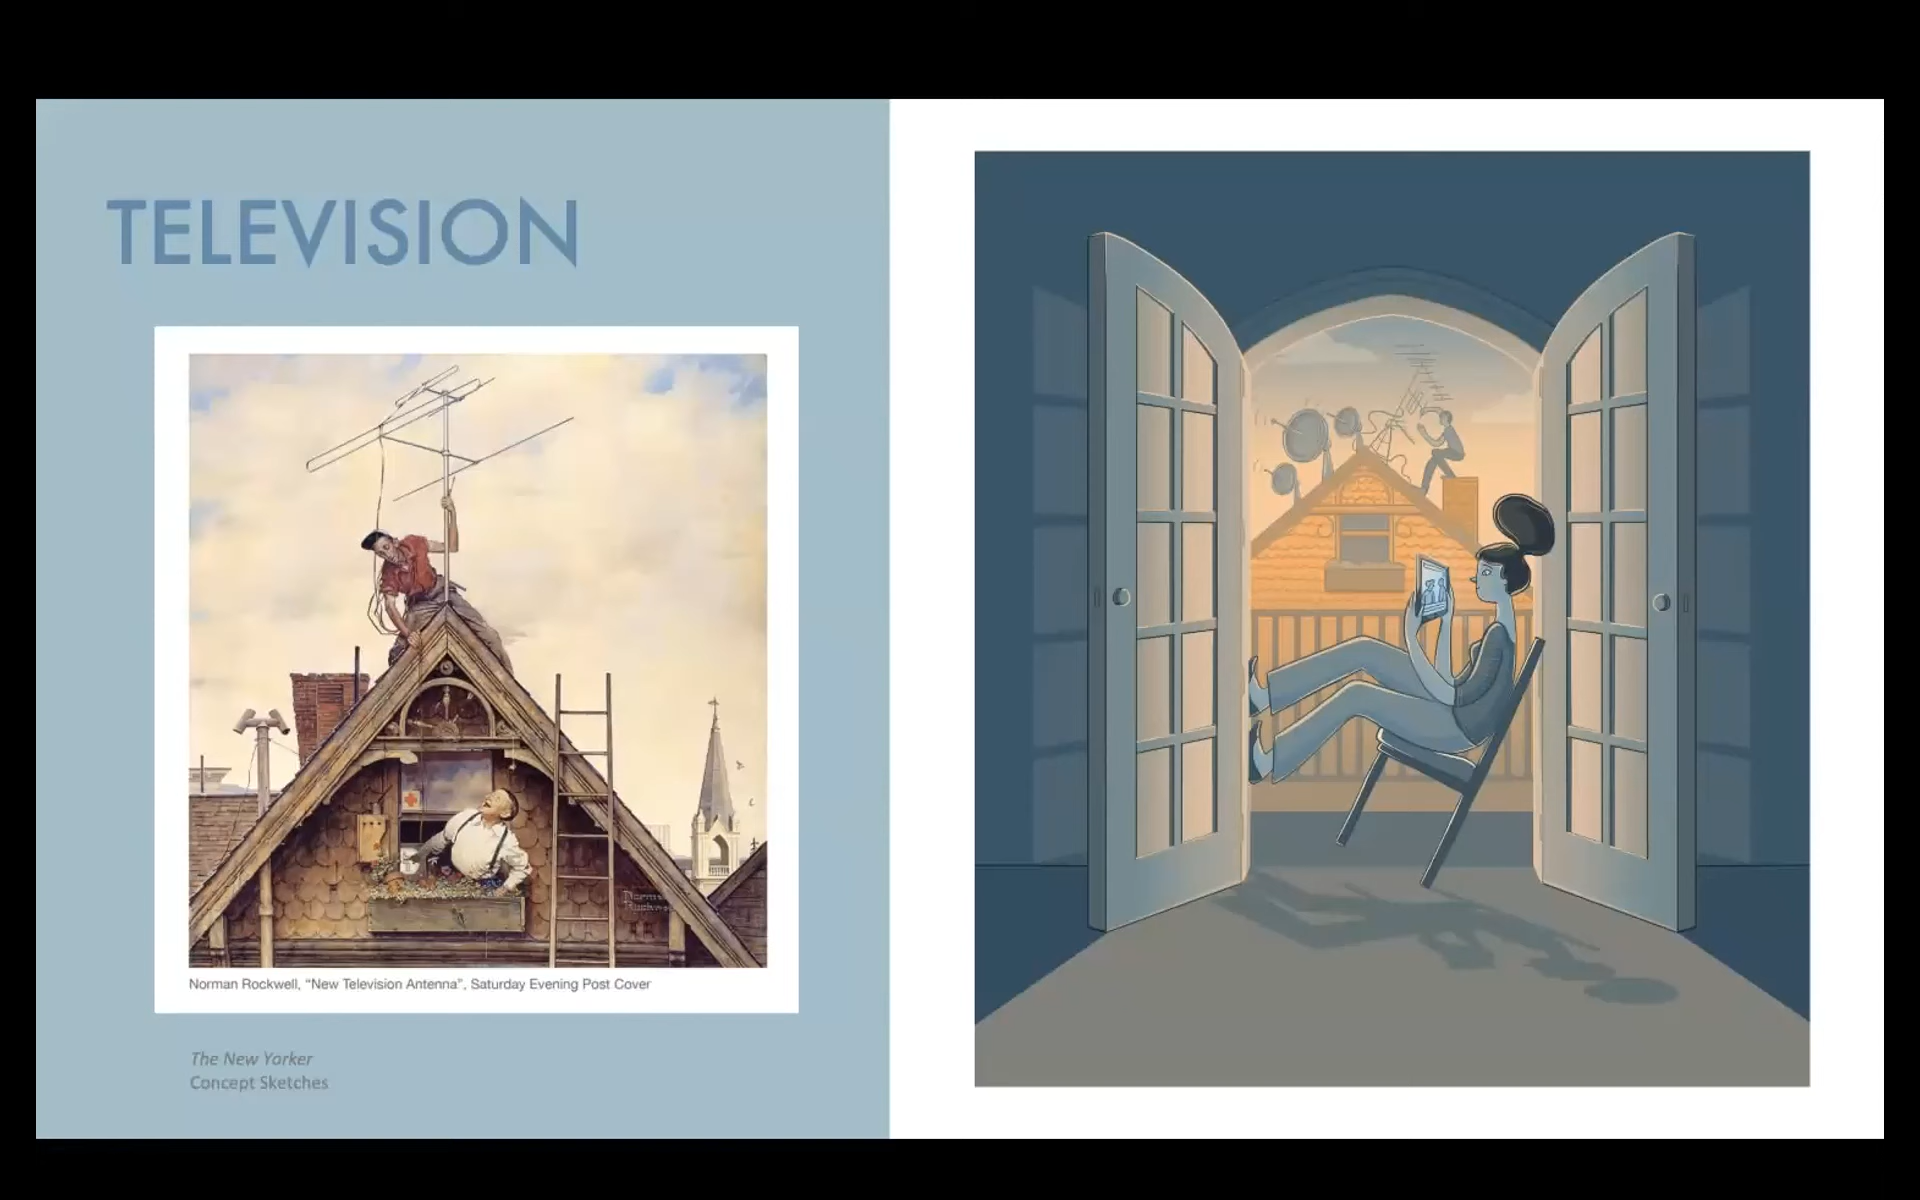 TELEVISION
Norman Rockwell, “New Television Antenna”, Saturday Evening Post Cover
The New Yorker
Concept Sketches